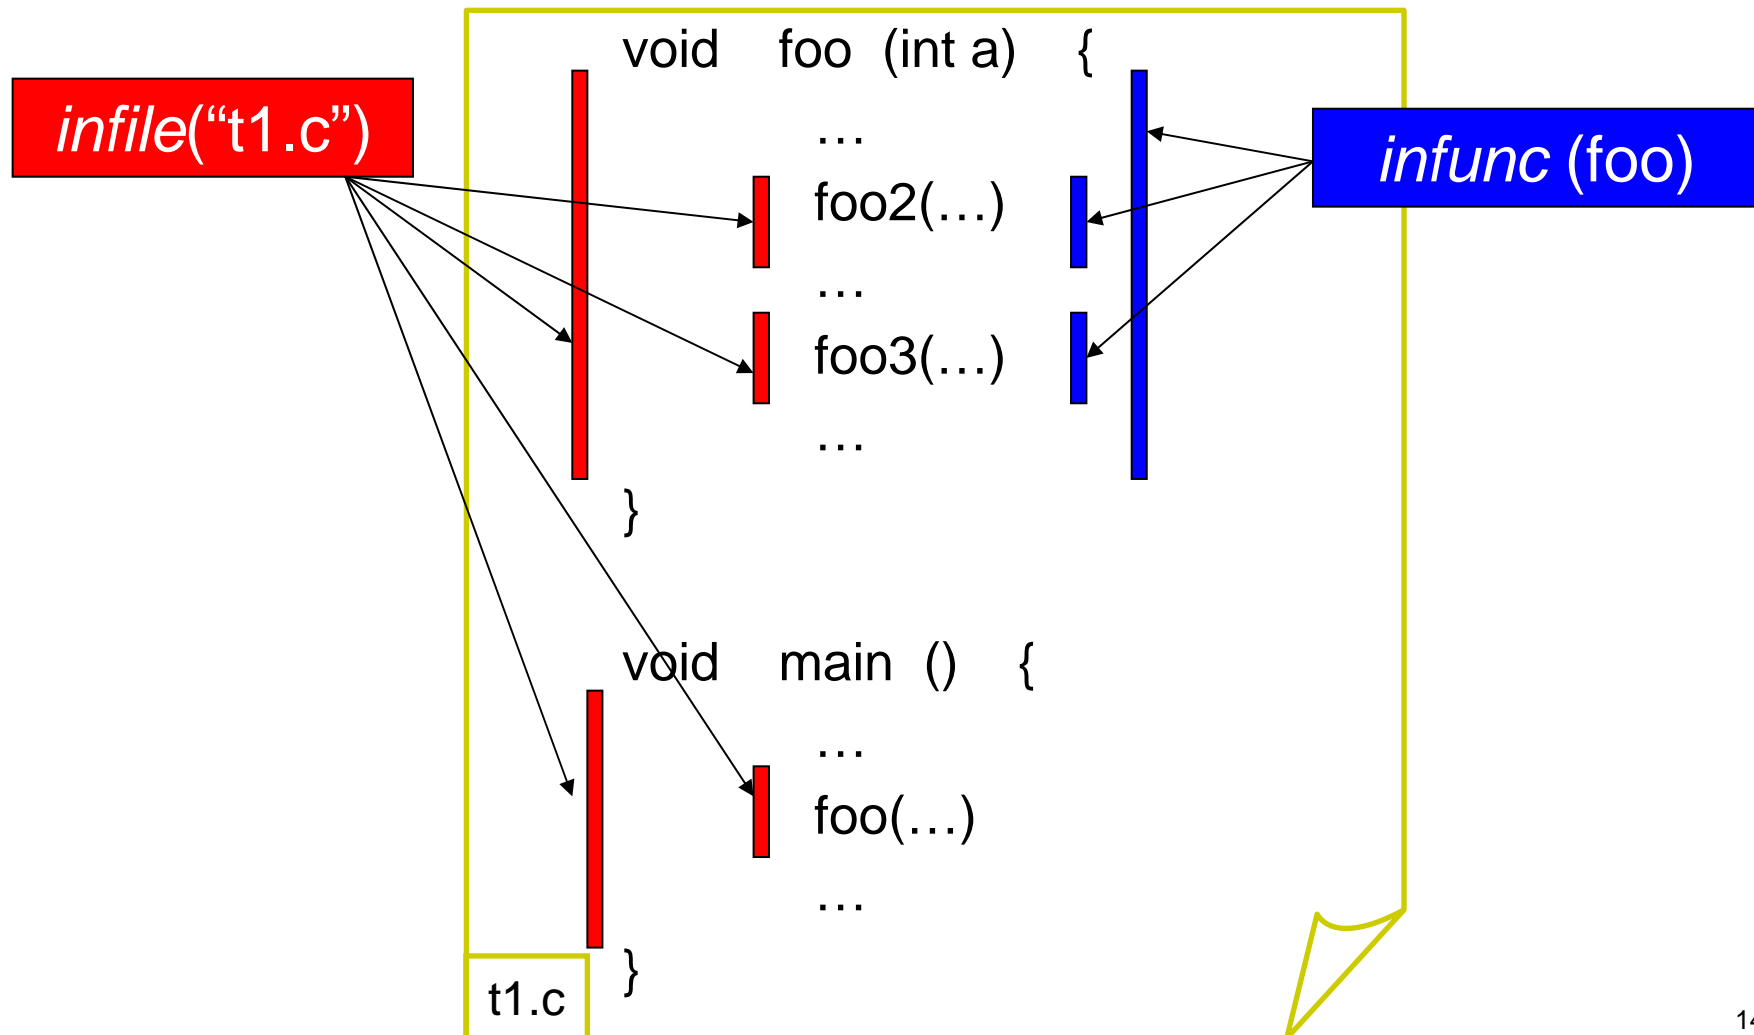 void foo (int a) {
infile(“t1.c”)
…
infunc (foo)
foo2(…)
…
foo3(…)
…
}
void main () {
…
foo(…)
…
}
t1.c